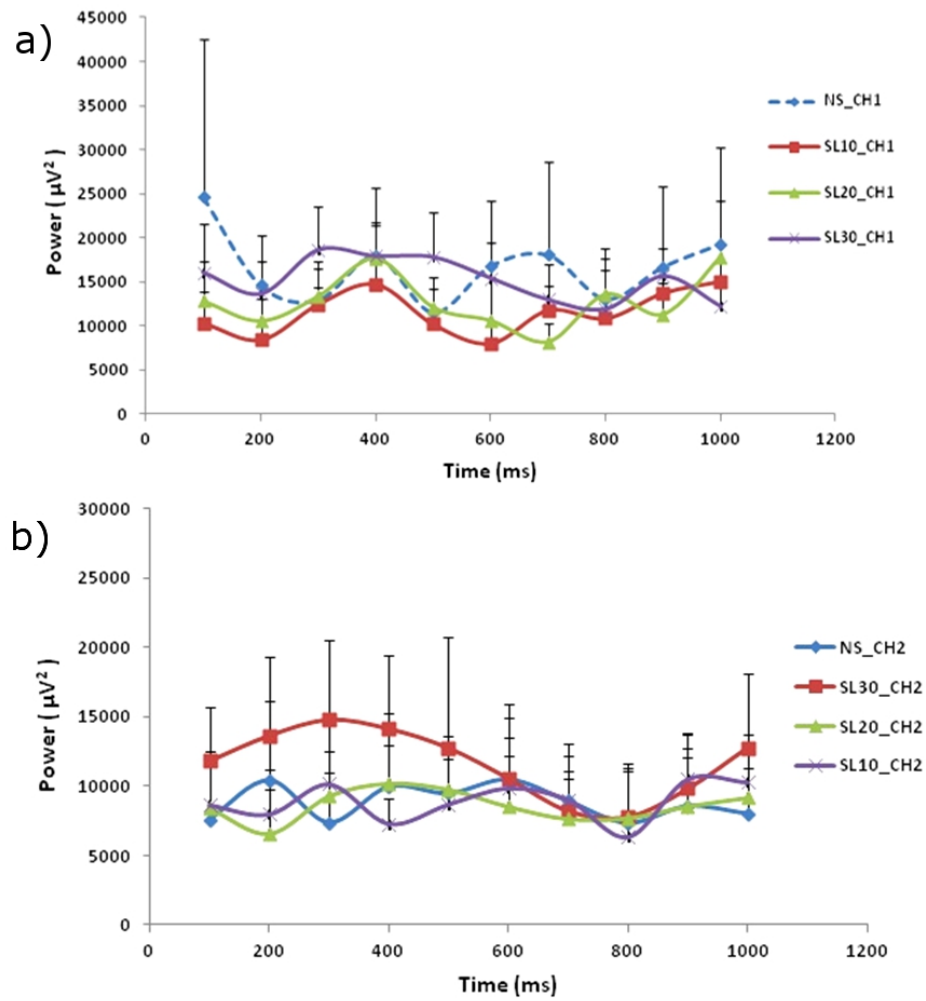 a)
45000
40000
35000
30000
25000
20000
15000
10000
5000
0
Power ( µV² )
0 200 400 600 800 1000 1200
Time (ms)
NS_CH1
SL10_CH1
SL20_CH1
SL30_CH1
b)
30000
25000
20000
15000
10000
5000
0
Power ( µV² )
0 200 400 600 800 1000 1200
Time (ms)
NS_CH2
SL30_CH2
SL20_CH2
SL10_CH2